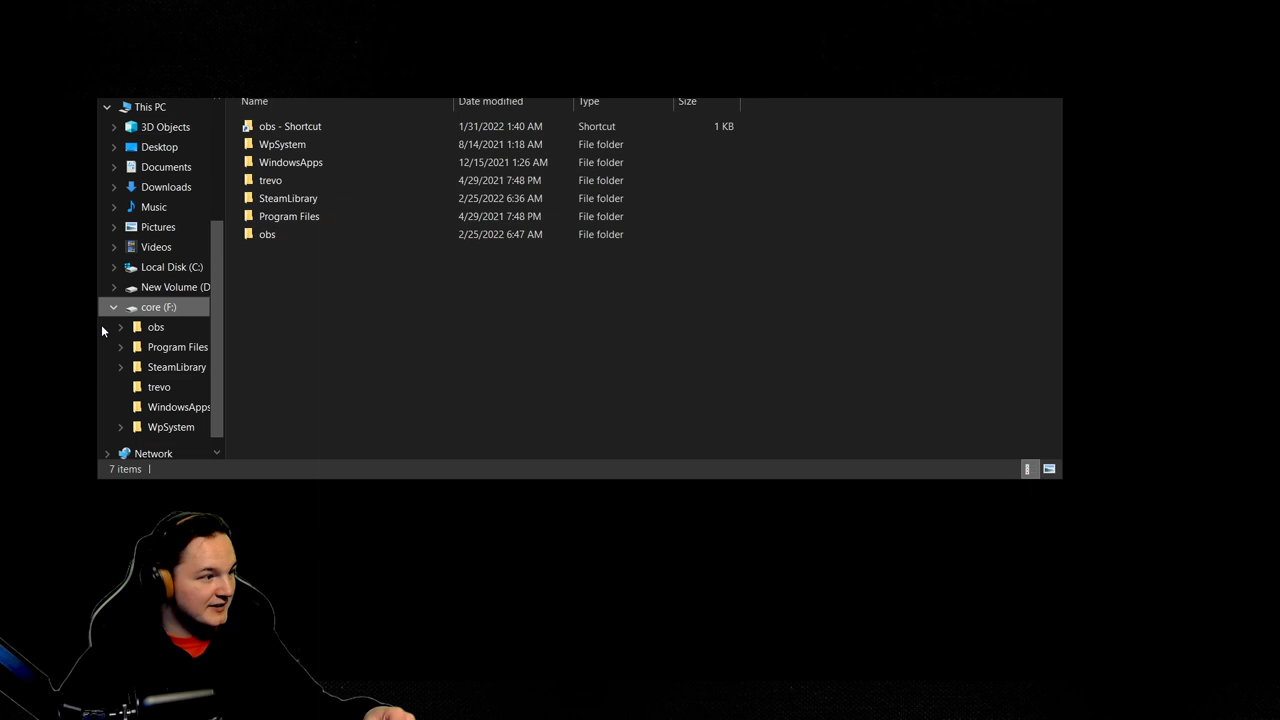 This PC
3D Objects
Desktop
Documents
Downloads
Music
Pictures
Videos
Local Disk (C:)
New Volume (D
core (F:)
obs
Program Files
SteamLibrary
trevo
WindowsApps
WpSystem
Network
Name Date modified Type Size
obs - Shortcut 1/31/2022 1:40 AM Shortcut 1 KB
WpSystem 8/14/2021 1:18 AM File folder
WindowsApps 12/15/2021 1:26 AM File folder
trevo 4/29/2021 7:48 PM File folder
SteamLibrary 2/25/2022 6:36 AM File folder
Program Files 4/29/2021 7:48 PM File folder
obs 2/25/2022 6:47 AM File folder
7 items